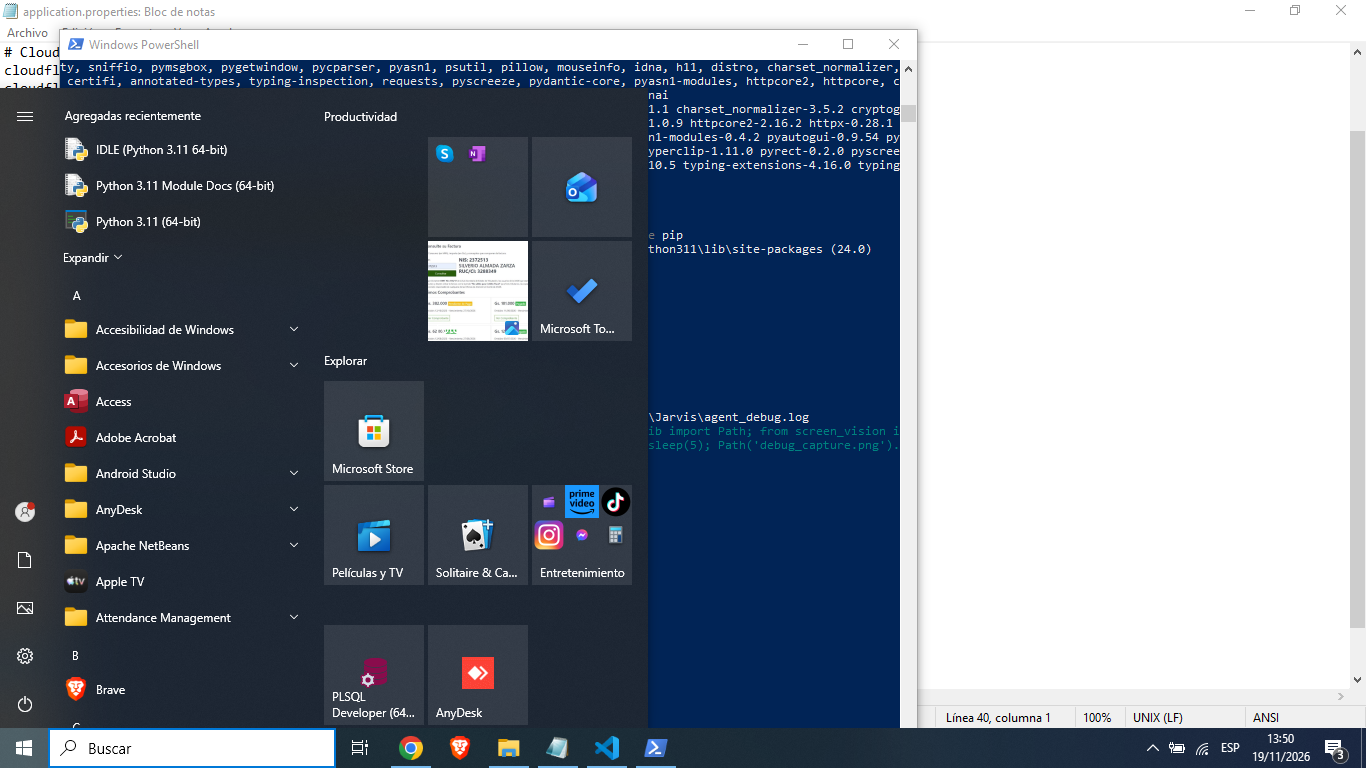 application.properties: Bloc de notas
Archivo
# Cloud
cloudfl
Windows PowerShell
ty, sniffio, pymsgbox, pygetwindow, pycparser, pyasn1, psutil, pillow, mouseinfo, idna, h11, distro, charset_normalizer,
certifi, annotated-types, typing-inspection, requests, pyscreeze, pydantic-core, pyasn1-modules, httpcore2, httpcore, c
nai
1.1 charset_normalizer-3.5.2 cryptog
1.0.9 httpcore2-2.16.2 httpx-0.28.1
n1-modules-0.4.2 pyautogui-0.9.54 py
yperclip-1.11.0 pyrect-0.2.0 pyscree
10.5 typing-extensions-4.16.0 typing
e pip
thon311\lib\site-packages (24.0)
\Jarvis\agent_debug.log
ib import Path; from screen_vision i
sleep(5); Path('debug_capture.png').
Agregadas recientemente
IDLE (Python 3.11 64-bit)
Python 3.11 Module Docs (64-bit)
Python 3.11 (64-bit)
Expandir
A
Accesibilidad de Windows
Accesorios de Windows
Access
Adobe Acrobat
Android Studio
AnyDesk
Apache NetBeans
Apple TV
Attendance Management
B
Brave
Productividad
NIS: 2372513
SILVERIO ALMADA ZARZA
RUC/CI: 3288349
Microsoft To...
Explorar
Microsoft Store
Películas y TV
Solitaire & Ca...
prime video
Entretenimiento
PLSQL
Developer (64...
AnyDesk
Línea 40, columna 1
100%
UNIX (LF)
ANSI
Buscar
ESP
13:50
19/11/2026
3